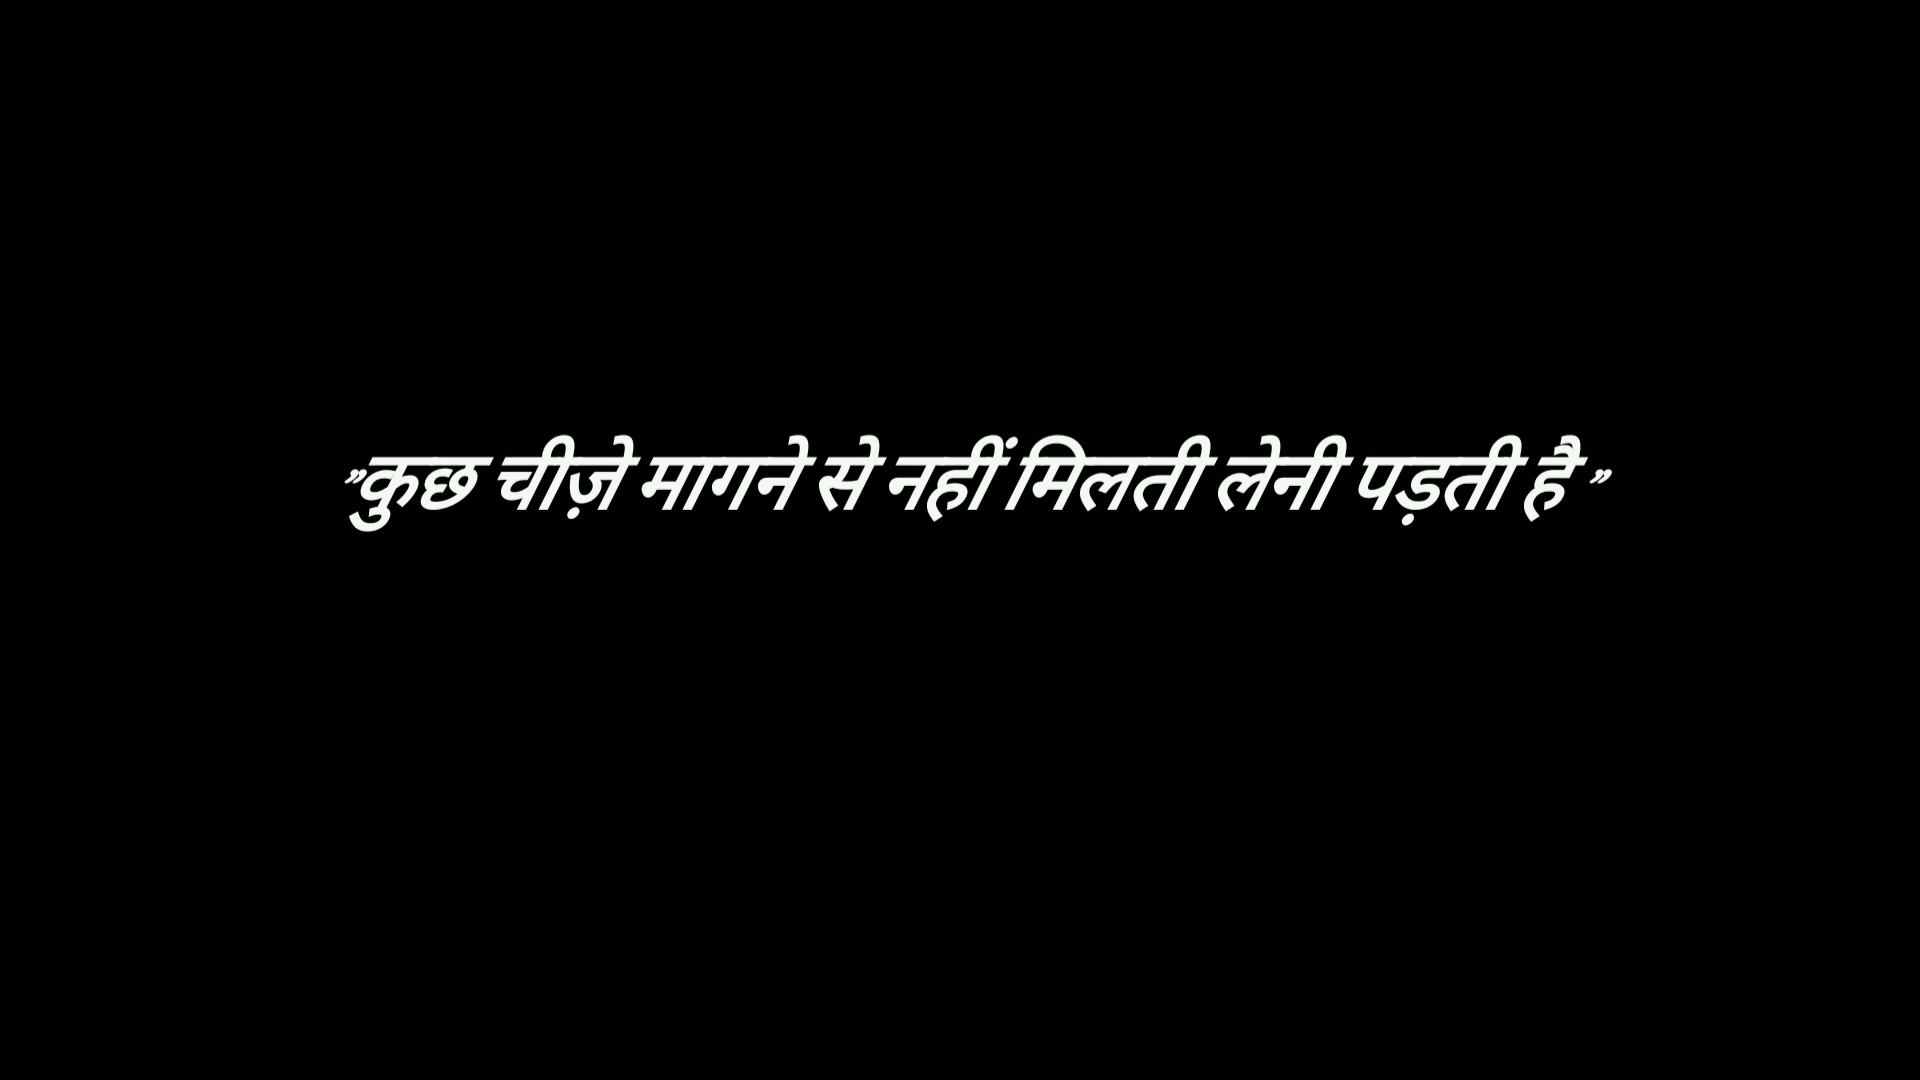 ”कुछ चीज़े मागने से नहीं मिलती लेनी पड़ती है ”